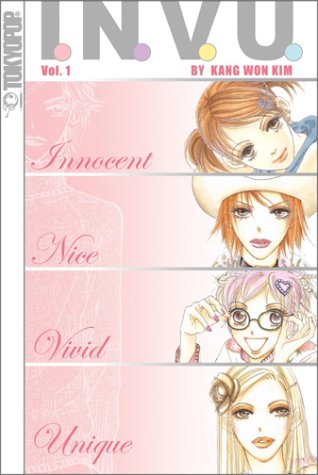 TOKYOPOP®
I.N.V.U.
Vol. 1
BY KANG WON KIM
Innocent
Nice
Vivid
Unique